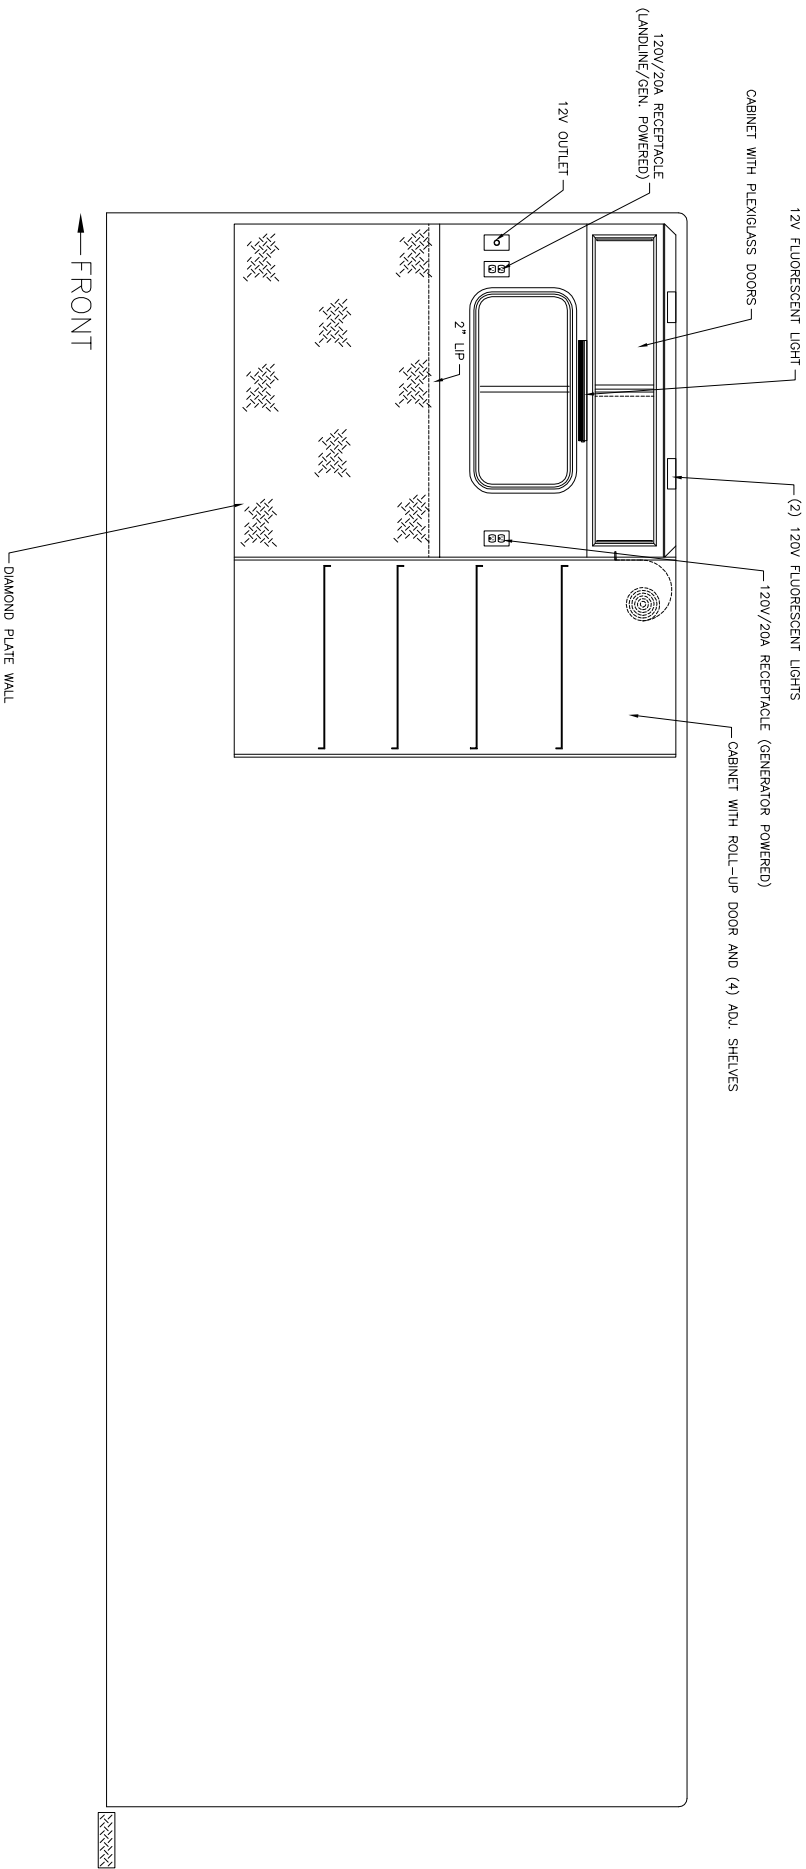 12V FLUORESCENT LIGHT
(2) 120V FLUORESCENT LIGHTS
120V/20A RECEPTACLE (GENERATOR POWERED)
CABINET WITH PLEXIGLASS DOORS
CABINET WITH ROLL-UP DOOR AND (4) ADJ. SHELVES
120V/20A RECEPTACLE
(LANDLINE/GEN. POWERED)
12V OUTLET
2" LIP
FRONT
DIAMOND PLATE WALL